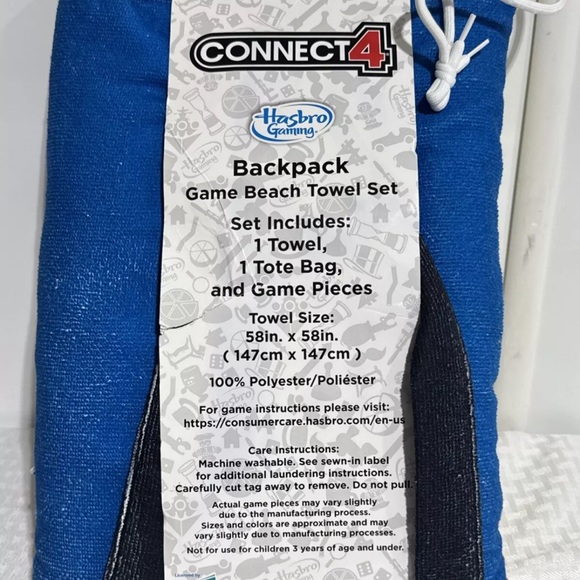 CONNECT 4
Hasbro
Gaming
Backpack
Game Beach Towel Set
Set Includes:
1 Towel,
1 Tote Bag,
and Game Pieces
Towel Size:
58in. x 58in.
( 147cm x 147cm )
100% Polyester/Poliéster
For game instructions please visit:
https://consumercare.hasbro.com/en-us
Care Instructions:
Machine washable. See sewn-in label
for additional laundering instructions.
Carefully cut tag away to remove. Do not pull.
Actual game pieces may vary slightly
due to the manufacturing process.
Sizes and colors are approximate and may
vary slightly due to manufacturing processes.
Not for use for children 3 years of age and under.
Licensed by: